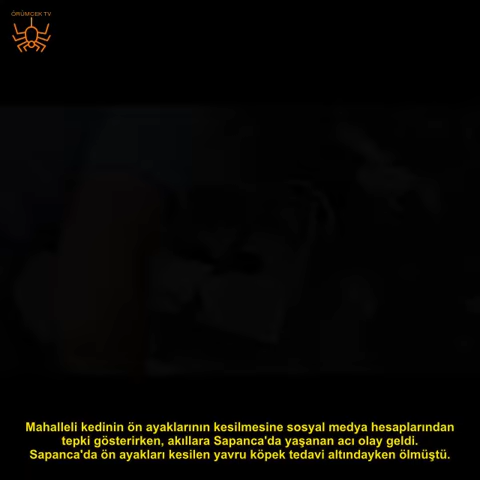 ÖRÜMCEK TV
Mahalleli kedinin ön ayaklarının kesilmesine sosyal medya hesaplarından
tepki gösterirken, akıllara Sapanca'da yaşanan acı olay geldi.
Sapanca'da ön ayakları kesilen yavru köpek tedavi altındayken ölmüştü.